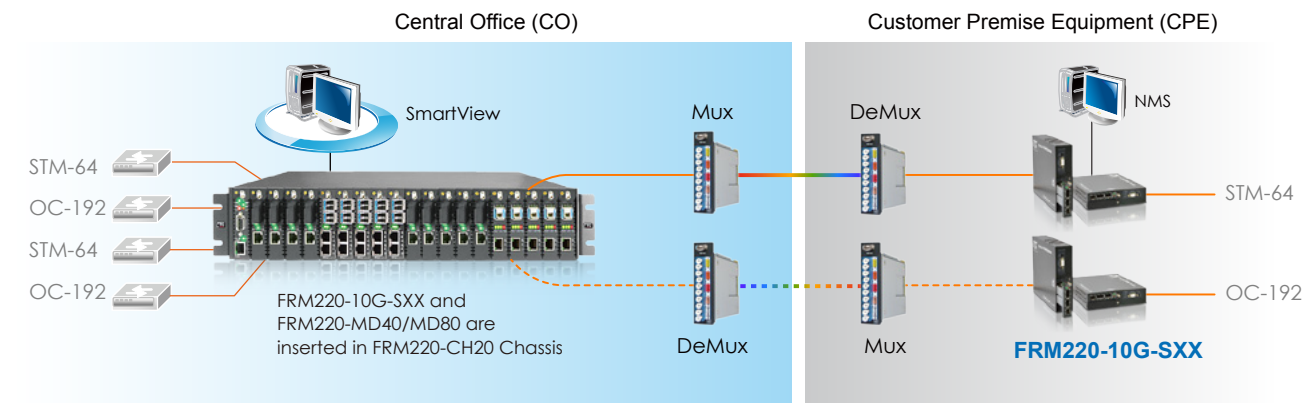 Central Office (CO)
Customer Premise Equipment (CPE)
SmartView
Mux
DeMux
NMS
STM-64
OC-192
STM-64
OC-192
STM-64
OC-192
FRM220-10G-SXX and
FRM220-MD40/MD80 are
inserted in FRM220-CH20 Chassis
DeMux
Mux
FRM220-10G-SXX